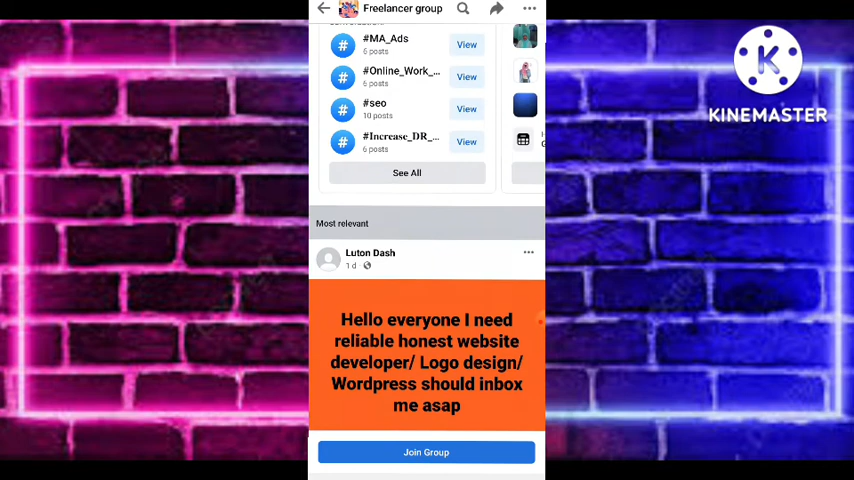 Freelancer group
#MA_Ads
6 posts
View
#Online_Work_...
6 posts
View
#seo
10 posts
View
#𝐈𝐧𝐜𝐫𝐞𝐚𝐬𝐞_𝐃𝐑_...
6 posts
View
See All
Most relevant
Luton Dash
1 d
Hello everyone I need
reliable honest website
developer/ Logo design/
Wordpress should inbox
me asap
Join Group
K
KINEMASTER